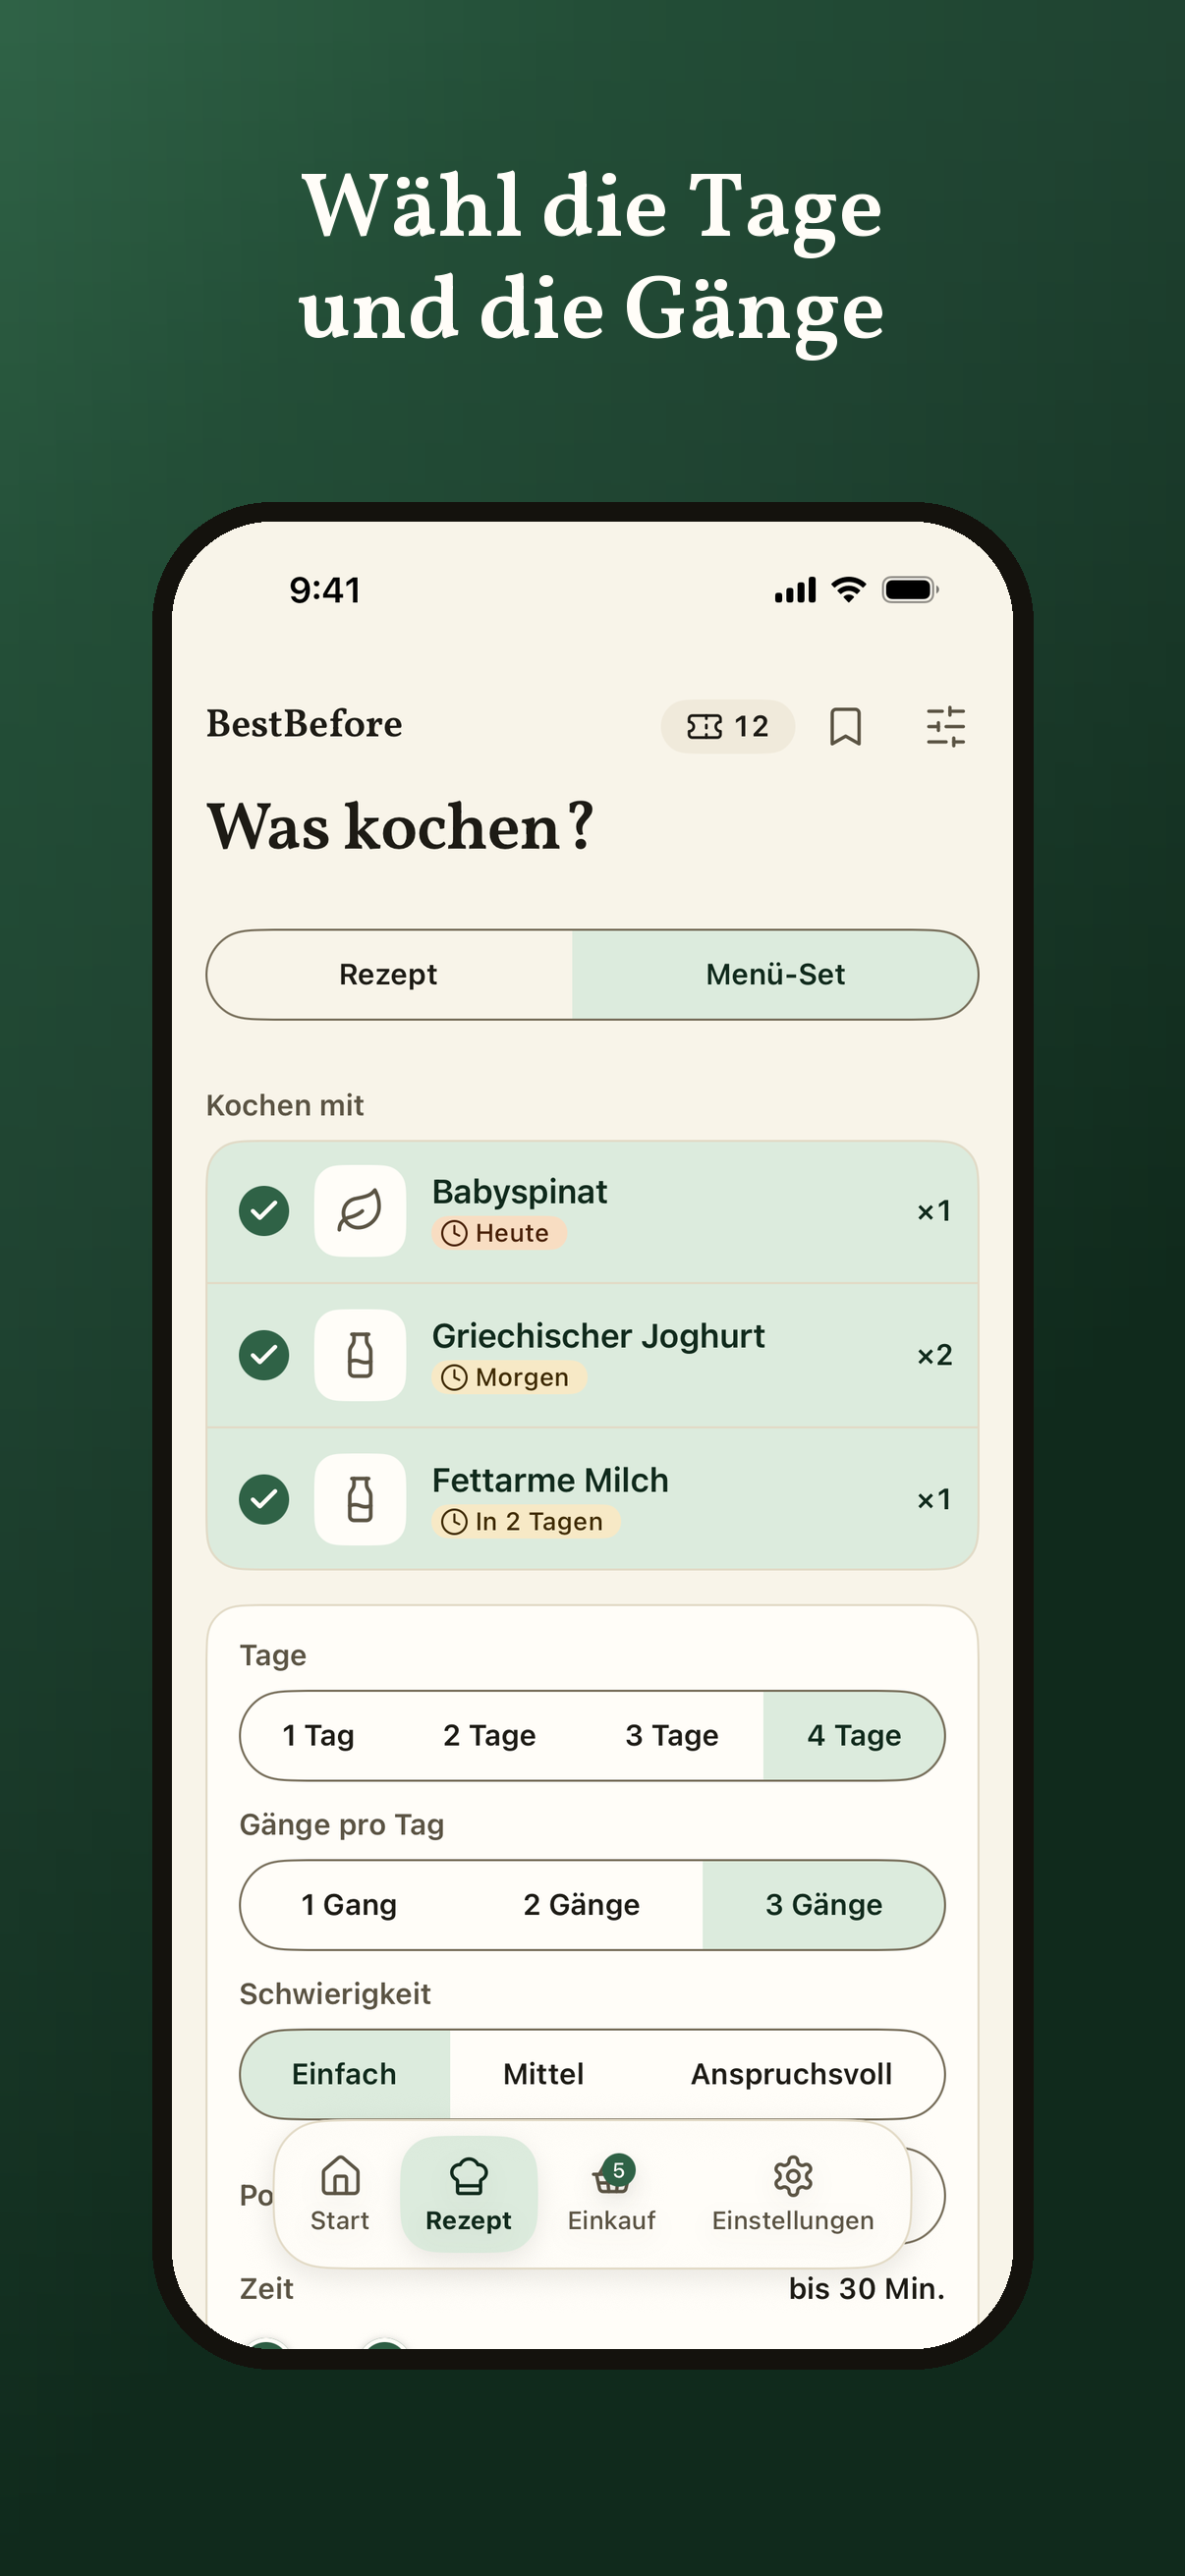 Wähl die Tage
und die Gänge
9:41
BestBefore
12
Was kochen?
Rezept
Menü-Set
Kochen mit
Babyspinat
Heute
×1
Griechischer Joghurt
Morgen
×2
Fettarme Milch
In 2 Tagen
×1
Tage
1 Tag
2 Tage
3 Tage
4 Tage
Gänge pro Tag
1 Gang
2 Gänge
3 Gänge
Schwierigkeit
Einfach
Mittel
Anspruchsvoll
5
Start
Rezept
Einkauf
Einstellungen
Zeit
bis 30 Min.